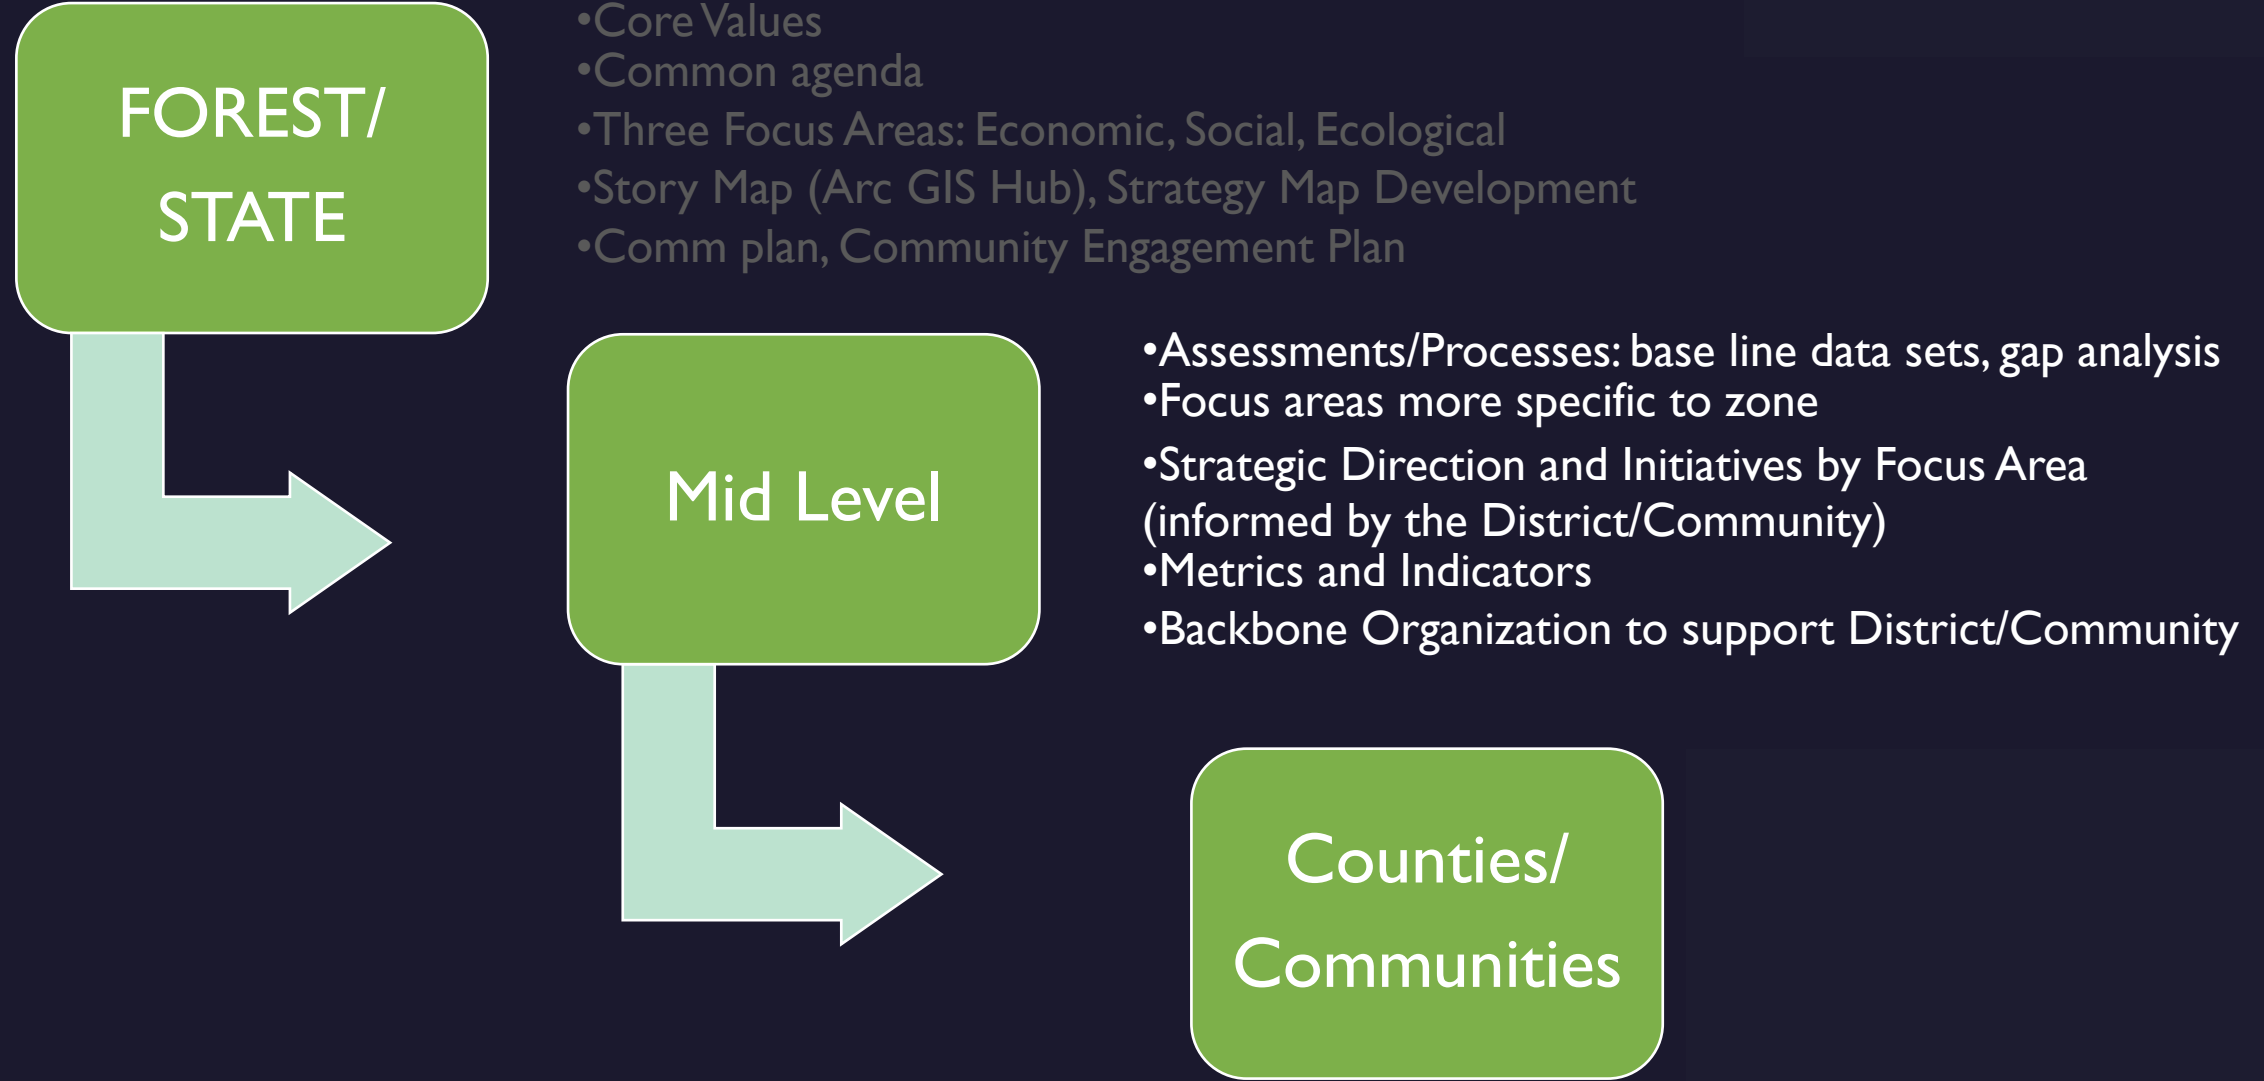 FOREST/
STATE
•Core Values
•Common agenda
•Three Focus Areas: Economic, Social, Ecological
•Story Map (Arc GIS Hub), Strategy Map Development
•Comm plan, Community Engagement Plan
Mid Level
•Assessments/Processes: base line data sets, gap analysis
•Focus areas more specific to zone
•Strategic Direction and Initiatives by Focus Area
(informed by the District/Community)
•Metrics and Indicators
•Backbone Organization to support District/Community
Counties/
Communities